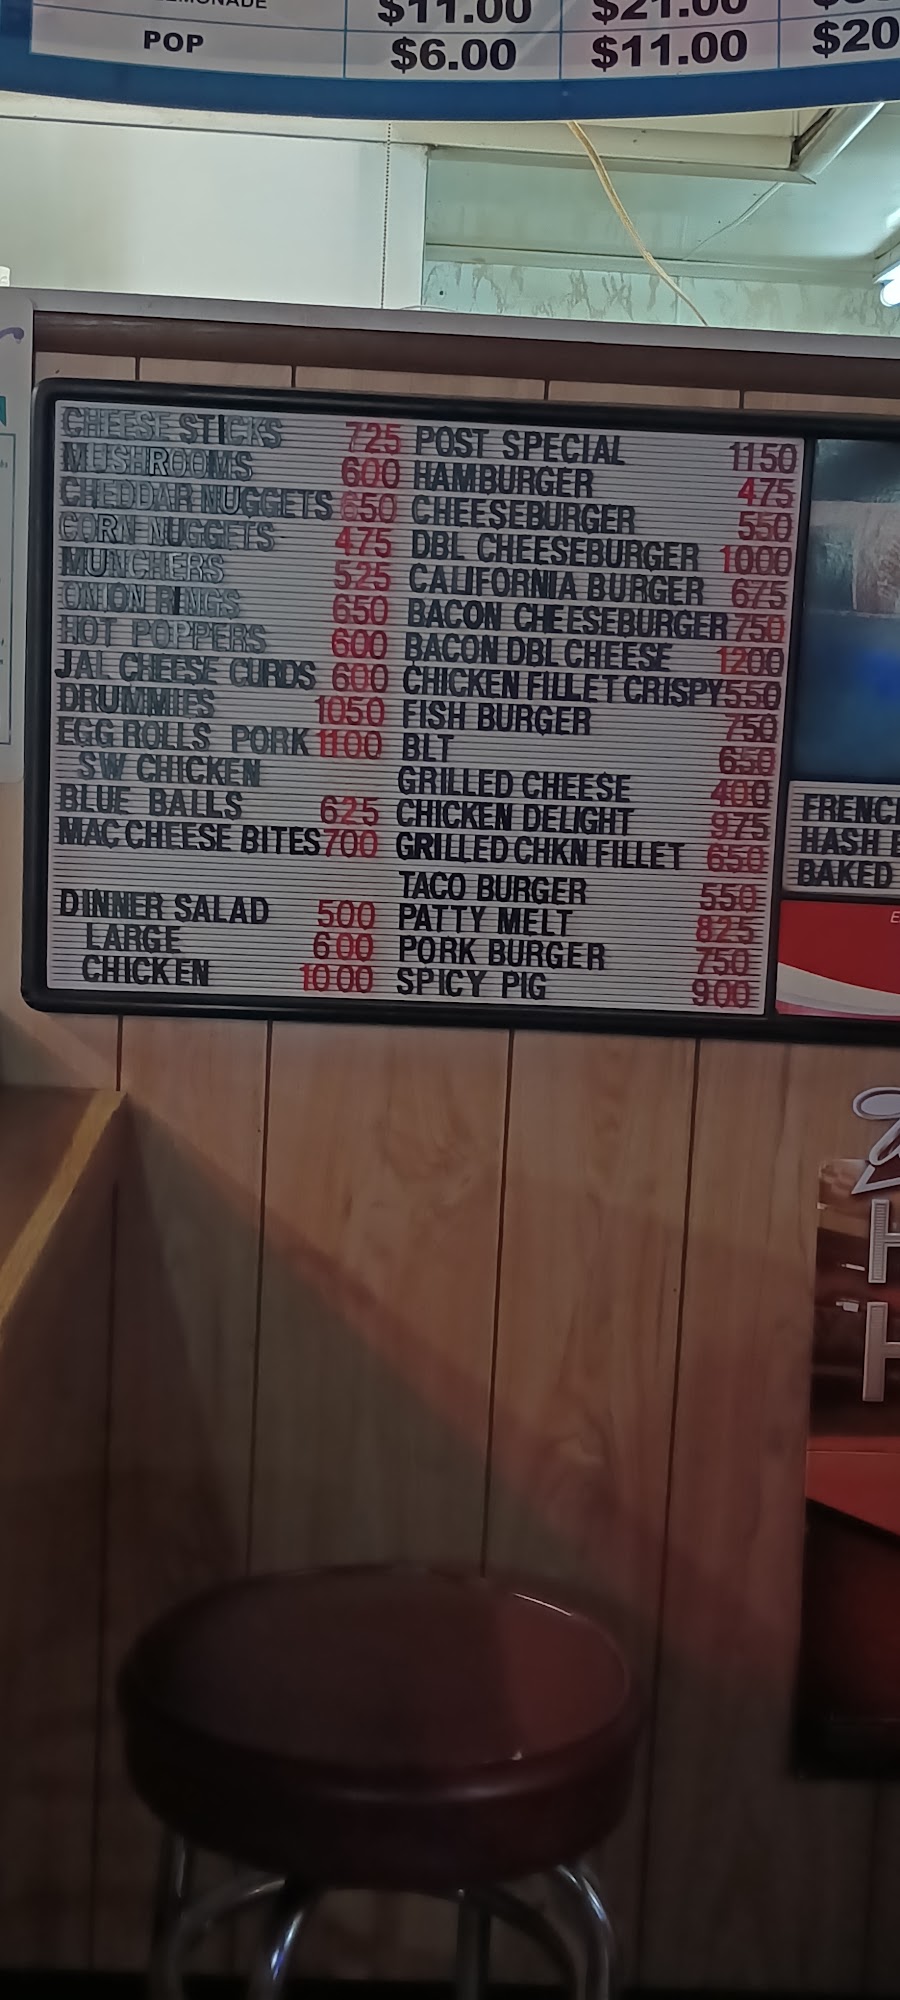 $11.00 $21.00
POP $6.00 $11.00 $20
CHEESE STICKS 725
MUSHROOMS 600
CHEDDAR NUGGETS 650
CORN NUGGETS 475
MUNCHERS 525
ONION RINGS 650
HOT POPPERS 600
JAL CHEESE CURDS 600
DRUMMIES 1050
EGG ROLLS PORK 1100
SW CHICKEN
BLUE BALLS 625
MAC CHEESE BITES 700
DINNER SALAD 500
LARGE 600
CHICKEN 1000
POST SPECIAL 1150
HAMBURGER 475
CHEESEBURGER 550
DBL CHEESEBURGER 1000
CALIFORNIA BURGER 675
BACON CHEESEBURGER 750
BACON DBL CHEESE 1200
CHICKEN FILLET CRISPY 550
FISH BURGER 750
BLT 650
GRILLED CHEESE 400
CHICKEN DELIGHT 975
GRILLED CHKN FILLET 650
TACO BURGER 550
PATTY MELT 825
PORK BURGER 750
SPICY PIG 900
FRENC
HASH
BAKED
H
H